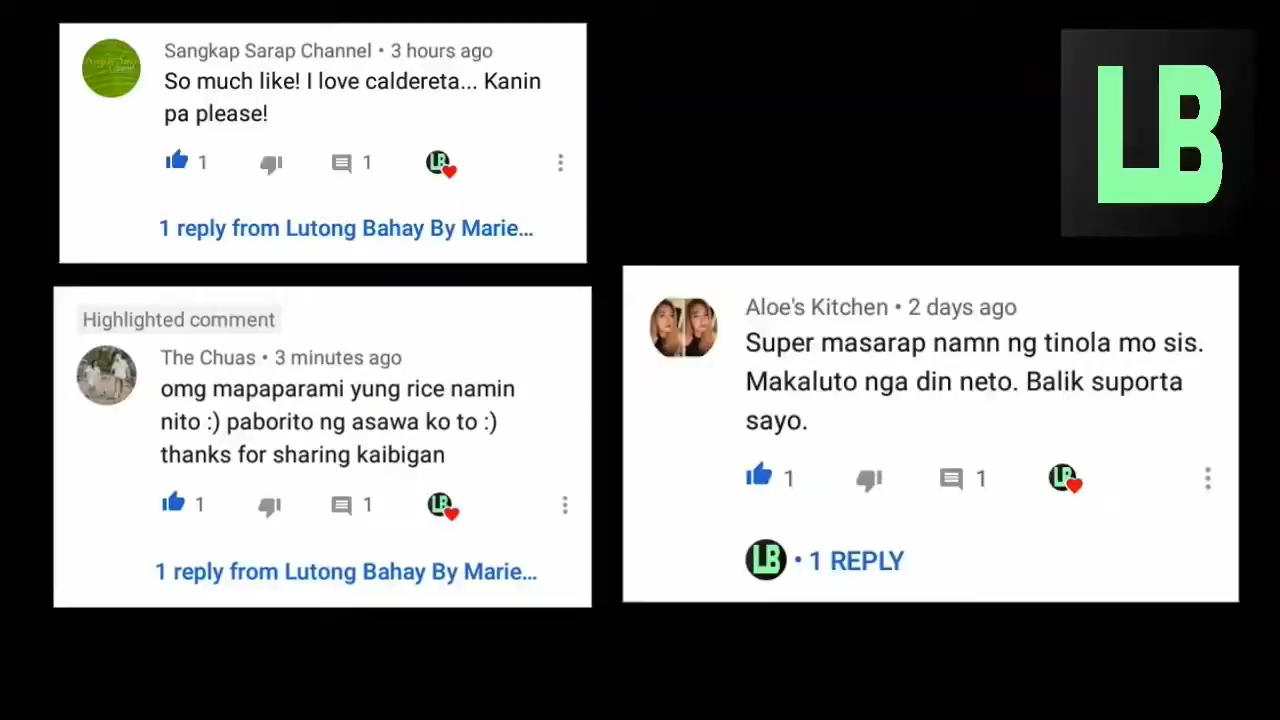 Sangkap Sarap Channel • 3 hours ago
So much like! I love caldereta... Kanin
pa please!
1 1 LB
1 reply from Lutong Bahay By Marie...
Highlighted comment
The Chuas • 3 minutes ago
omg mapaparami yung rice namin
nito :) paborito ng asawa ko to :)
thanks for sharing kaibigan
1 1 LB
1 reply from Lutong Bahay By Marie...
LB
Aloe's Kitchen • 2 days ago
Super masarap namn ng tinola mo sis.
Makaluto nga din neto. Balik suporta
sayo.
1 1 LB
LB • 1 REPLY